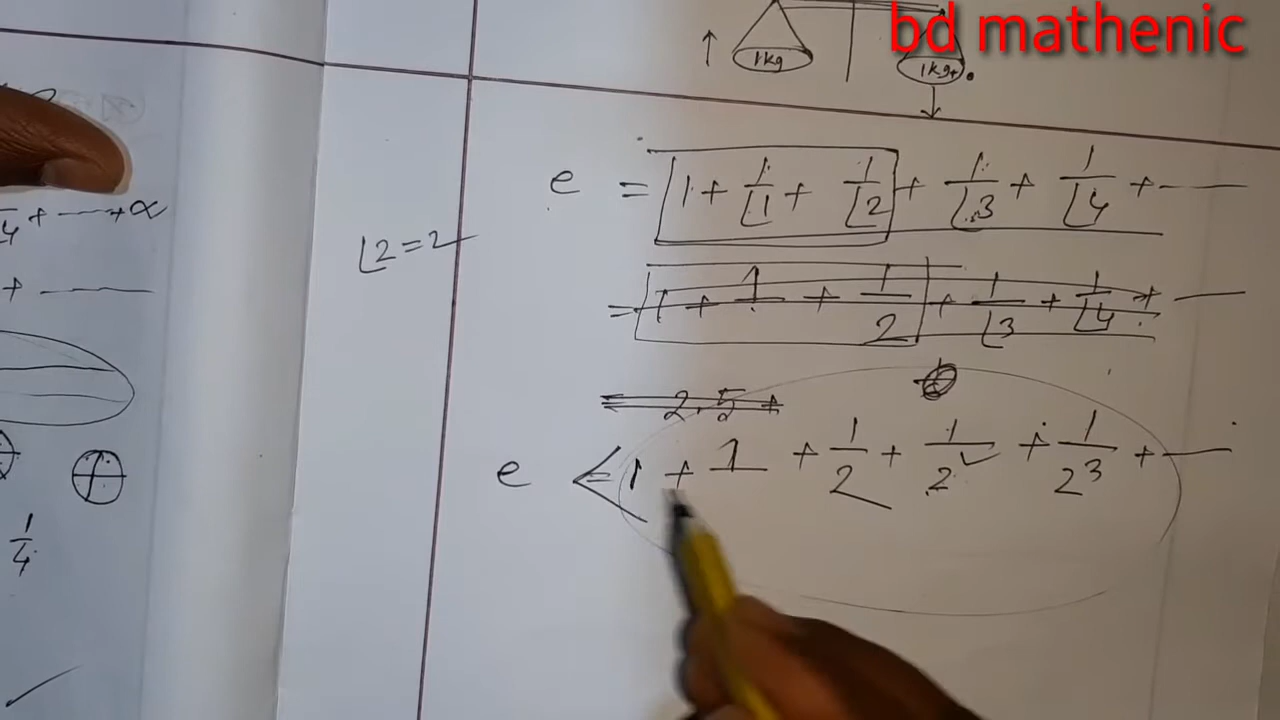 bd mathenic
1kg 1kg+.
e = 1 + 1/⌊1 + 1/⌊2 + 1/⌊3 + 1/⌊4 + ——
= 1 + 1 + 1/2 + 1/⌊3 + 1/⌊4 + ——
= 2.5 +
e < 1 + 1 + 1/2 + 1/2² + 1/2³ + ——
⌊2 = 2
4 + —— + ∝
+ ——
1/4